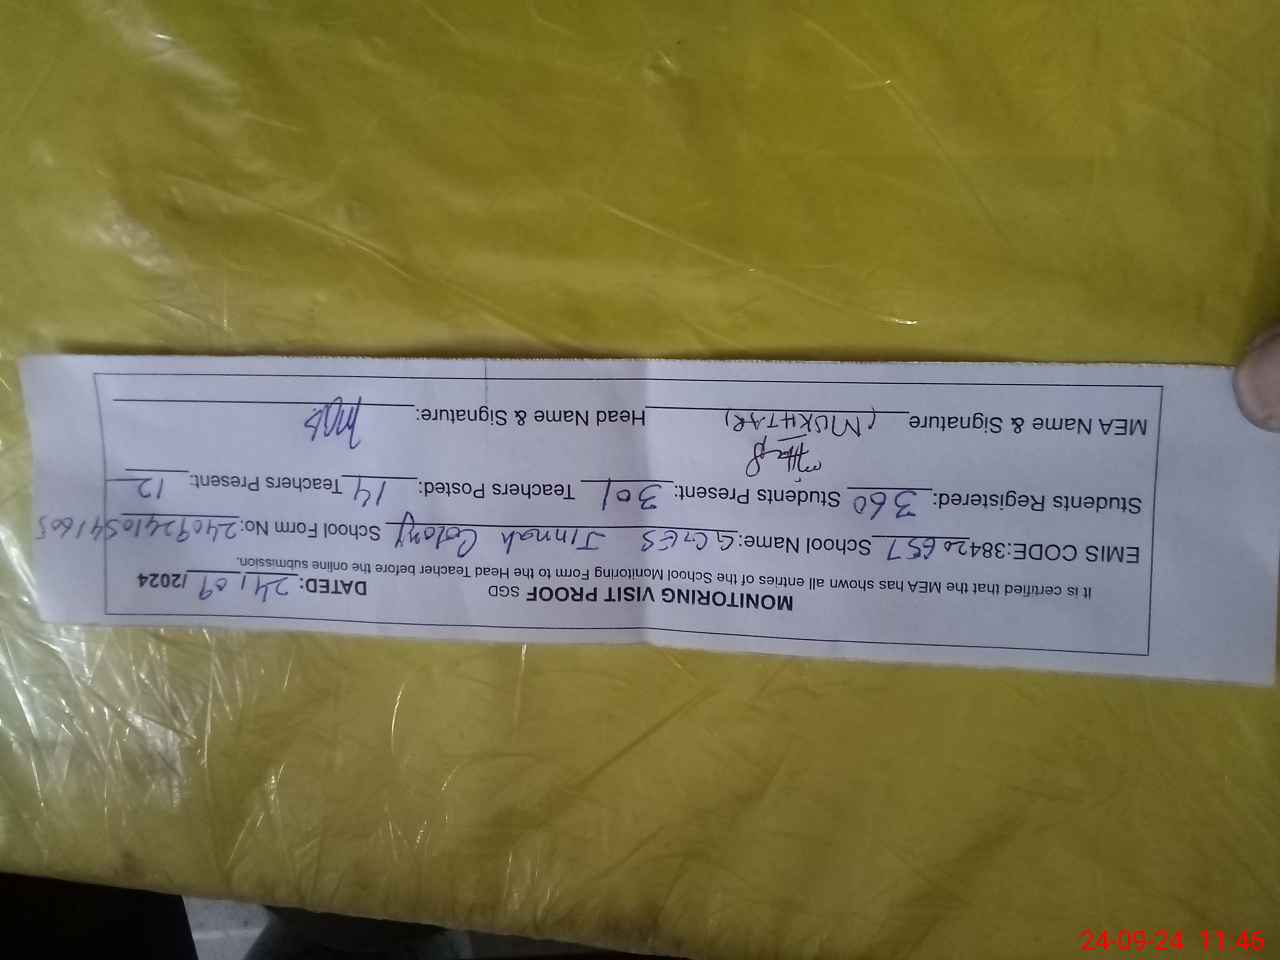 MONITORING VISIT PROOF SGD DATED: 24/09/2024
It is certified that the MEA has shown all entries of the School Monitoring Form to the Head Teacher before the online submission.
EMIS CODE:38420657 School Name: GGES Jinnah Colony School Form No: 24092410541605
Students Registered: 360 Students Present: 301 Teachers Posted: 14 Teachers Present: 12
MEA Name & Signature (MUKHTAR) Head Name & Signature:
24-09-24 11:46